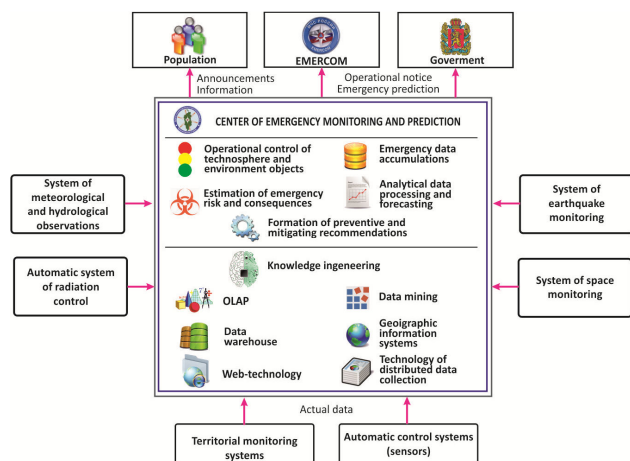 Population
EMERCOM
Goverment
Announcements
Information
Operational notice
Emergency prediction
CENTER OF EMERGENCY MONITORING AND PREDICTION
Operational control of
technosphere and
environment objects
Emergency data
accumulations
Estimation of emergency
risk and consequences
Analytical data
processing and
forecasting
Formation of preventive and
mitigating recommendations
System of
meteorological
and hydrological
observations
System of
earthquake
monitoring
Automatic system
of radiation
control
System of space
monitoring
Knowledge ingeneering
OLAP
Data mining
Data
warehouse
Geoigraphic
information
systems
Web-technology
Technology of
distributed data
collection
Actual data
Territorial monitoring
systems
Automatic control systems
(sensors)